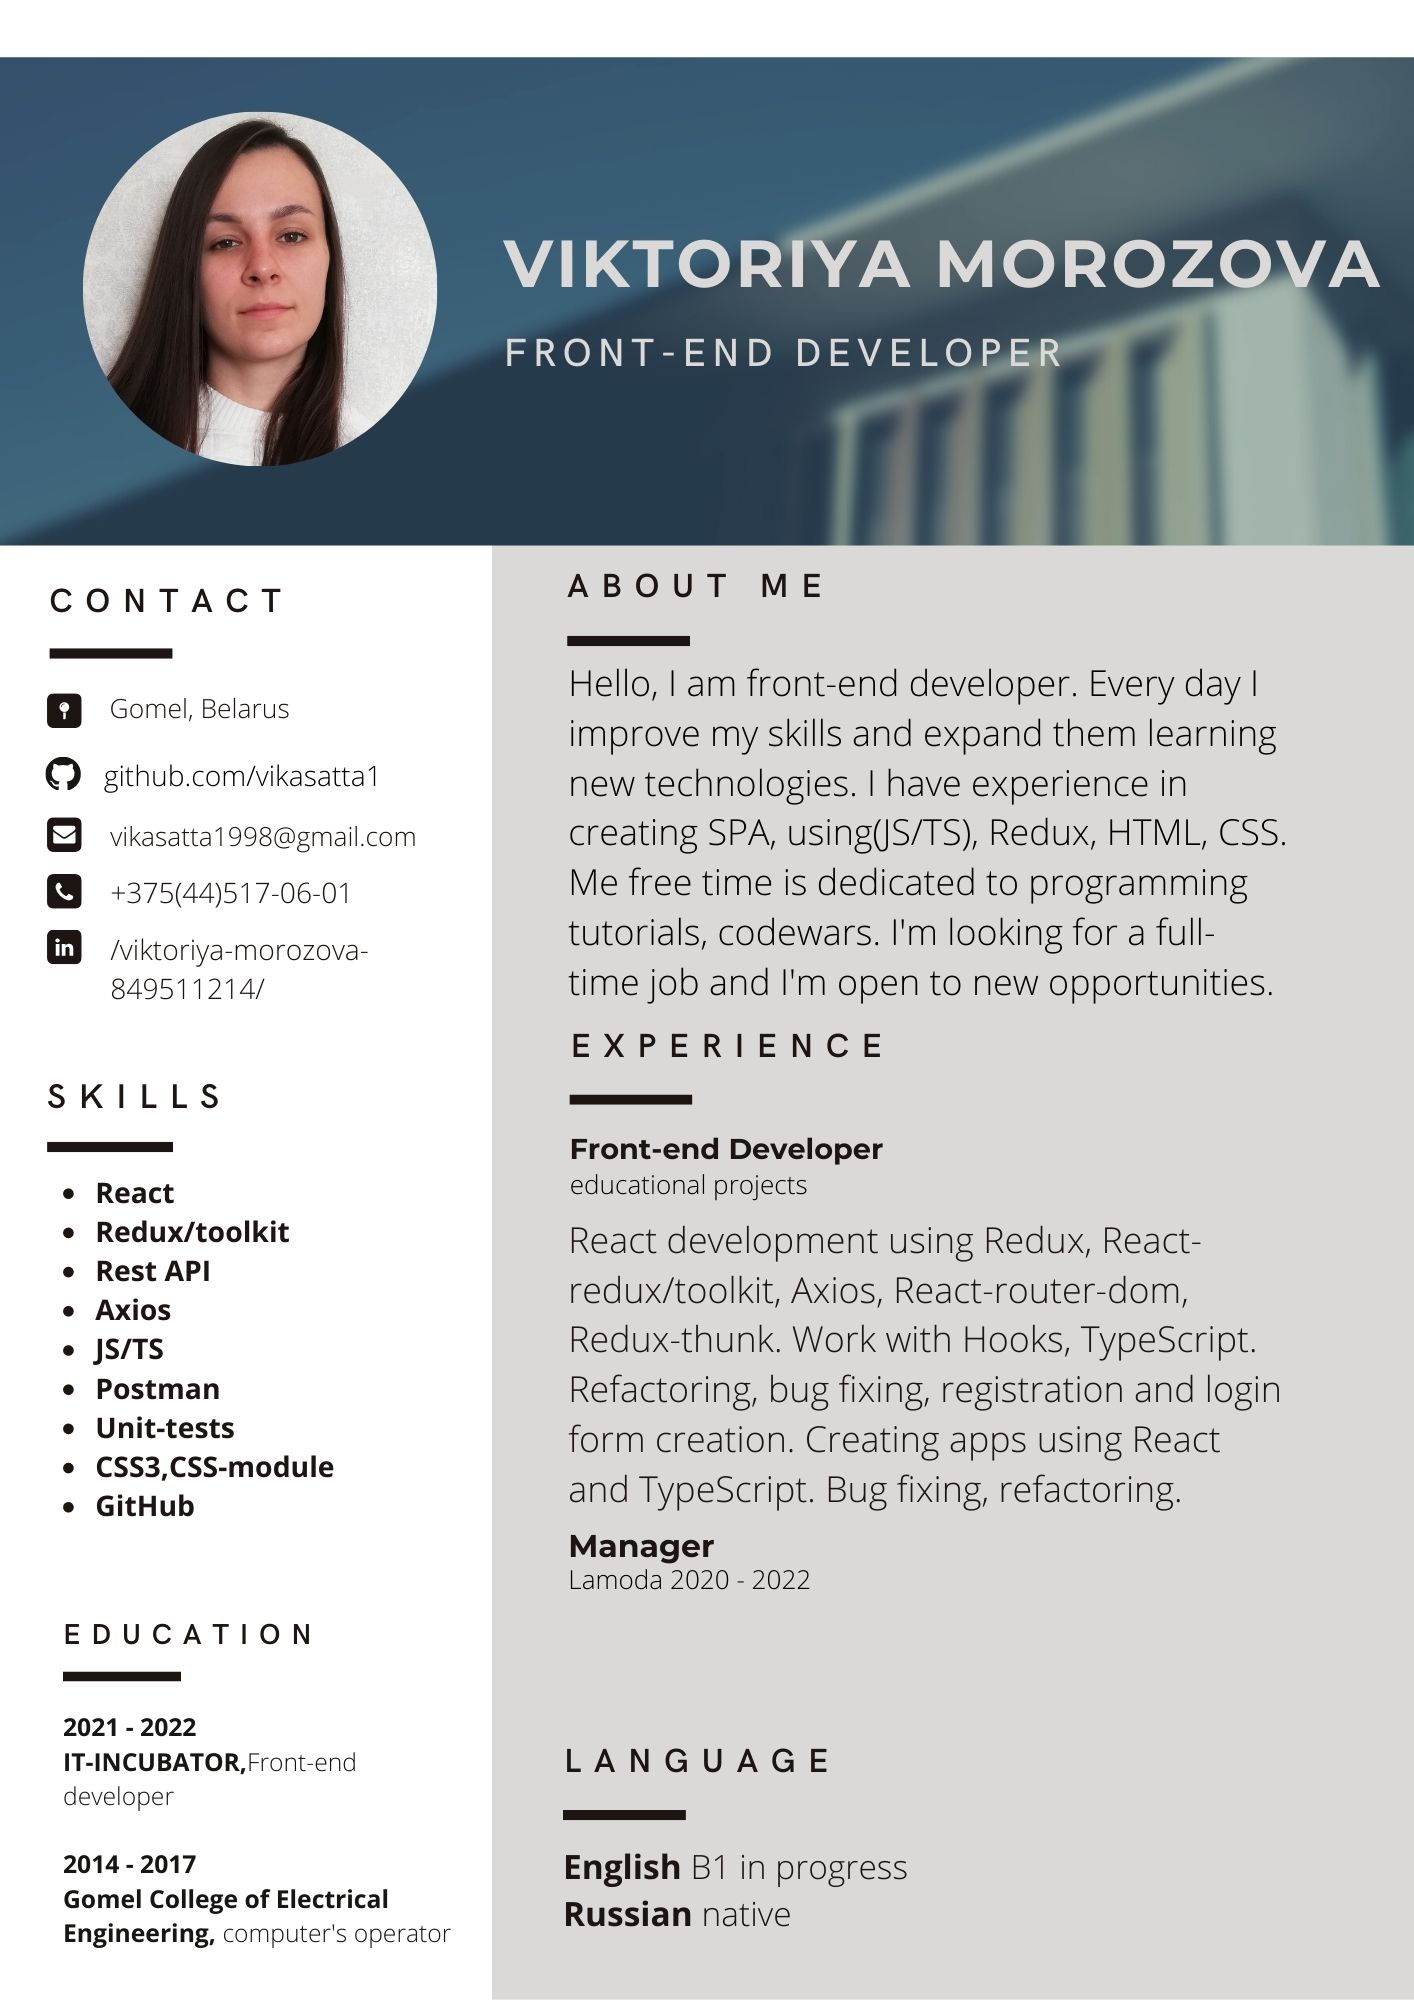 VIKTORIYA MOROZOVA
FRONT-END DEVELOPER
CONTACT
Gomel, Belarus
github.com/vikasatta1
vikasatta1998@gmail.com
+375(44)517-06-01
in
/viktoriya-morozova-
849511214/
SKILLS
• React
• Redux/toolkit
• Rest API
• Axios
• JS/TS
• Postman
• Unit-tests
• CSS3,CSS-module
• GitHub
EDUCATION
2021 - 2022
IT-INCUBATOR,Front-end
developer
2014 - 2017
Gomel College of Electrical
Engineering, computer's operator
ABOUT ME
Hello, I am front-end developer. Every day I
improve my skills and expand them learning
new technologies. I have experience in
creating SPA, using(JS/TS), Redux, HTML, CSS.
Me free time is dedicated to programming
tutorials, codewars. I'm looking for a full-
time job and I'm open to new opportunities.
EXPERIENCE
Front-end Developer
educational projects
React development using Redux, React-
redux/toolkit, Axios, React-router-dom,
Redux-thunk. Work with Hooks, TypeScript.
Refactoring, bug fixing, registration and login
form creation. Creating apps using React
and TypeScript. Bug fixing, refactoring.
Manager
Lamoda 2020 - 2022
LANGUAGE
English B1 in progress
Russian native